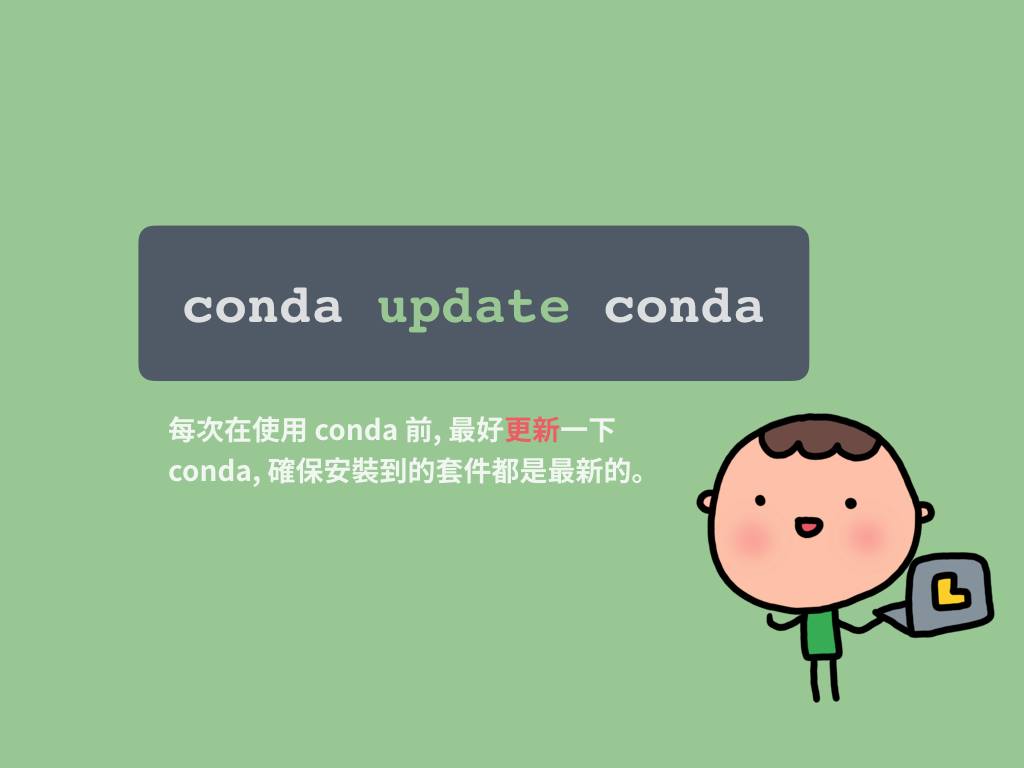 conda update conda
每次在使用 conda 前, 最好更新一下
conda, 確保安裝到的套件都是最新的。